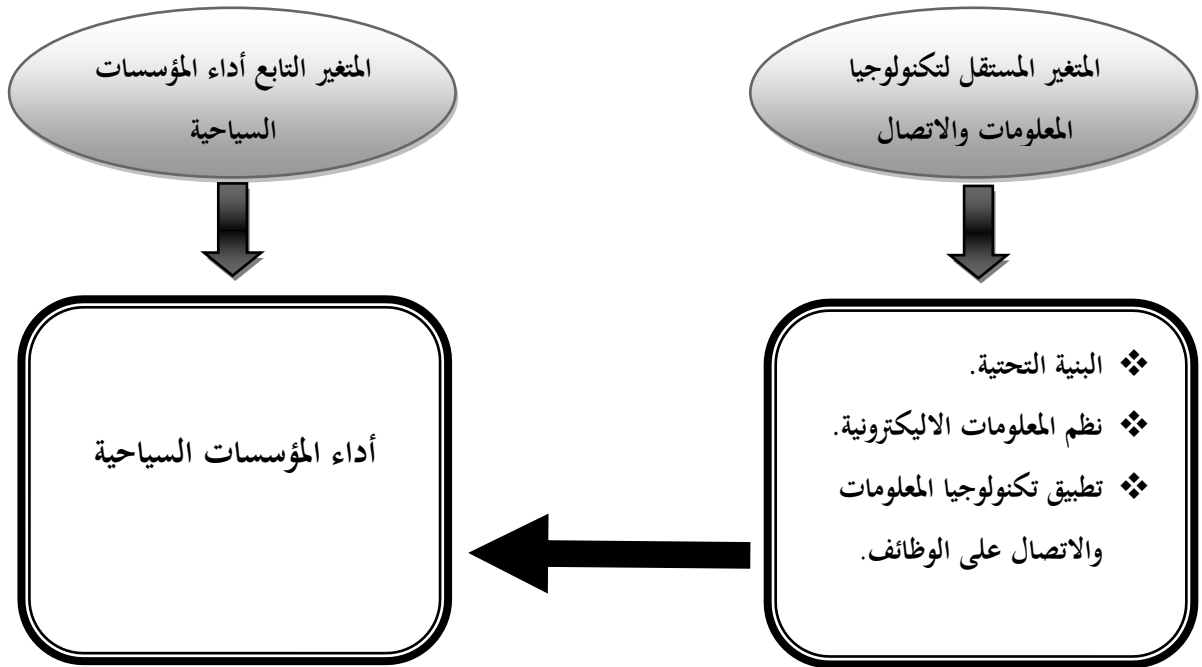 المتغير المستقل لتكنولوجيا
المعلومات والاتصال
المتغير التابع أداء المؤسسات
السياحية
❖ البنية التحتية.
❖ نظم المعلومات الاليكترونية.
❖ تطبيق تكنولوجيا المعلومات
والاتصال على الوظائف.
أداء المؤسسات السياحية